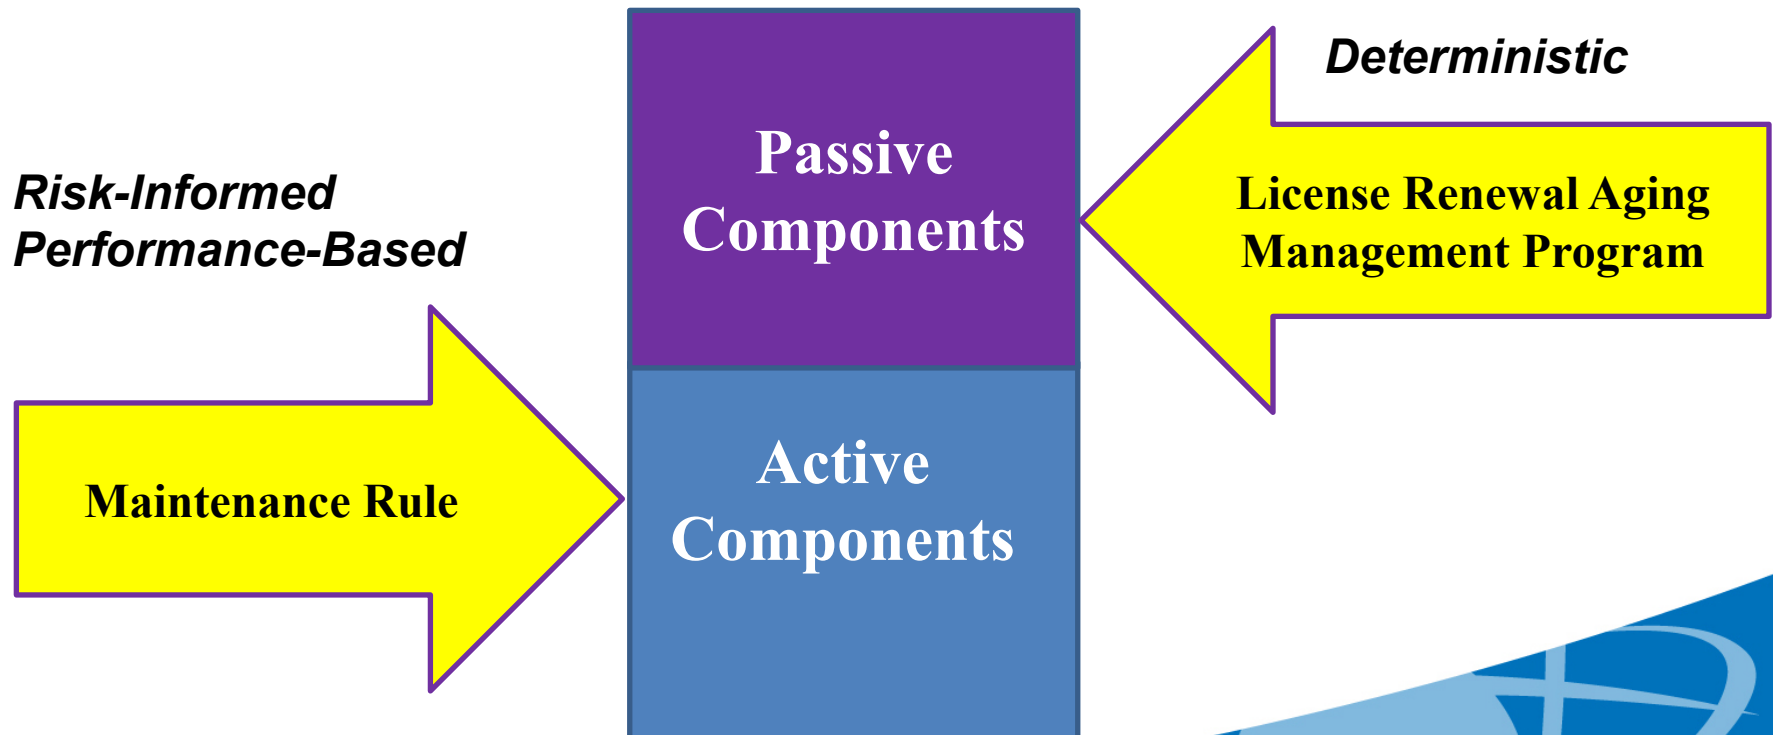 Risk-Informed
Performance-Based
Maintenance Rule
Passive
Components
Active
Components
Deterministic
License Renewal Aging
Management Program